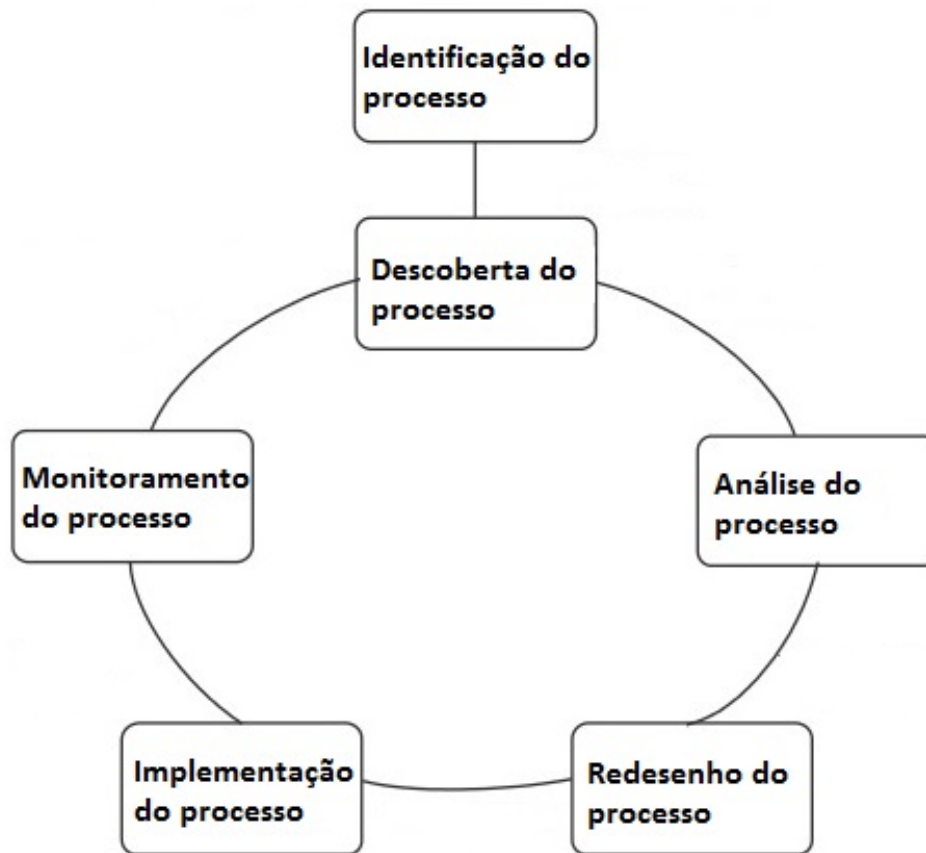 Identificação do
processo
Descoberta do
processo
Monitoramento
do processo
Análise do
processo
Implementação
do processo
Redesenho do
processo